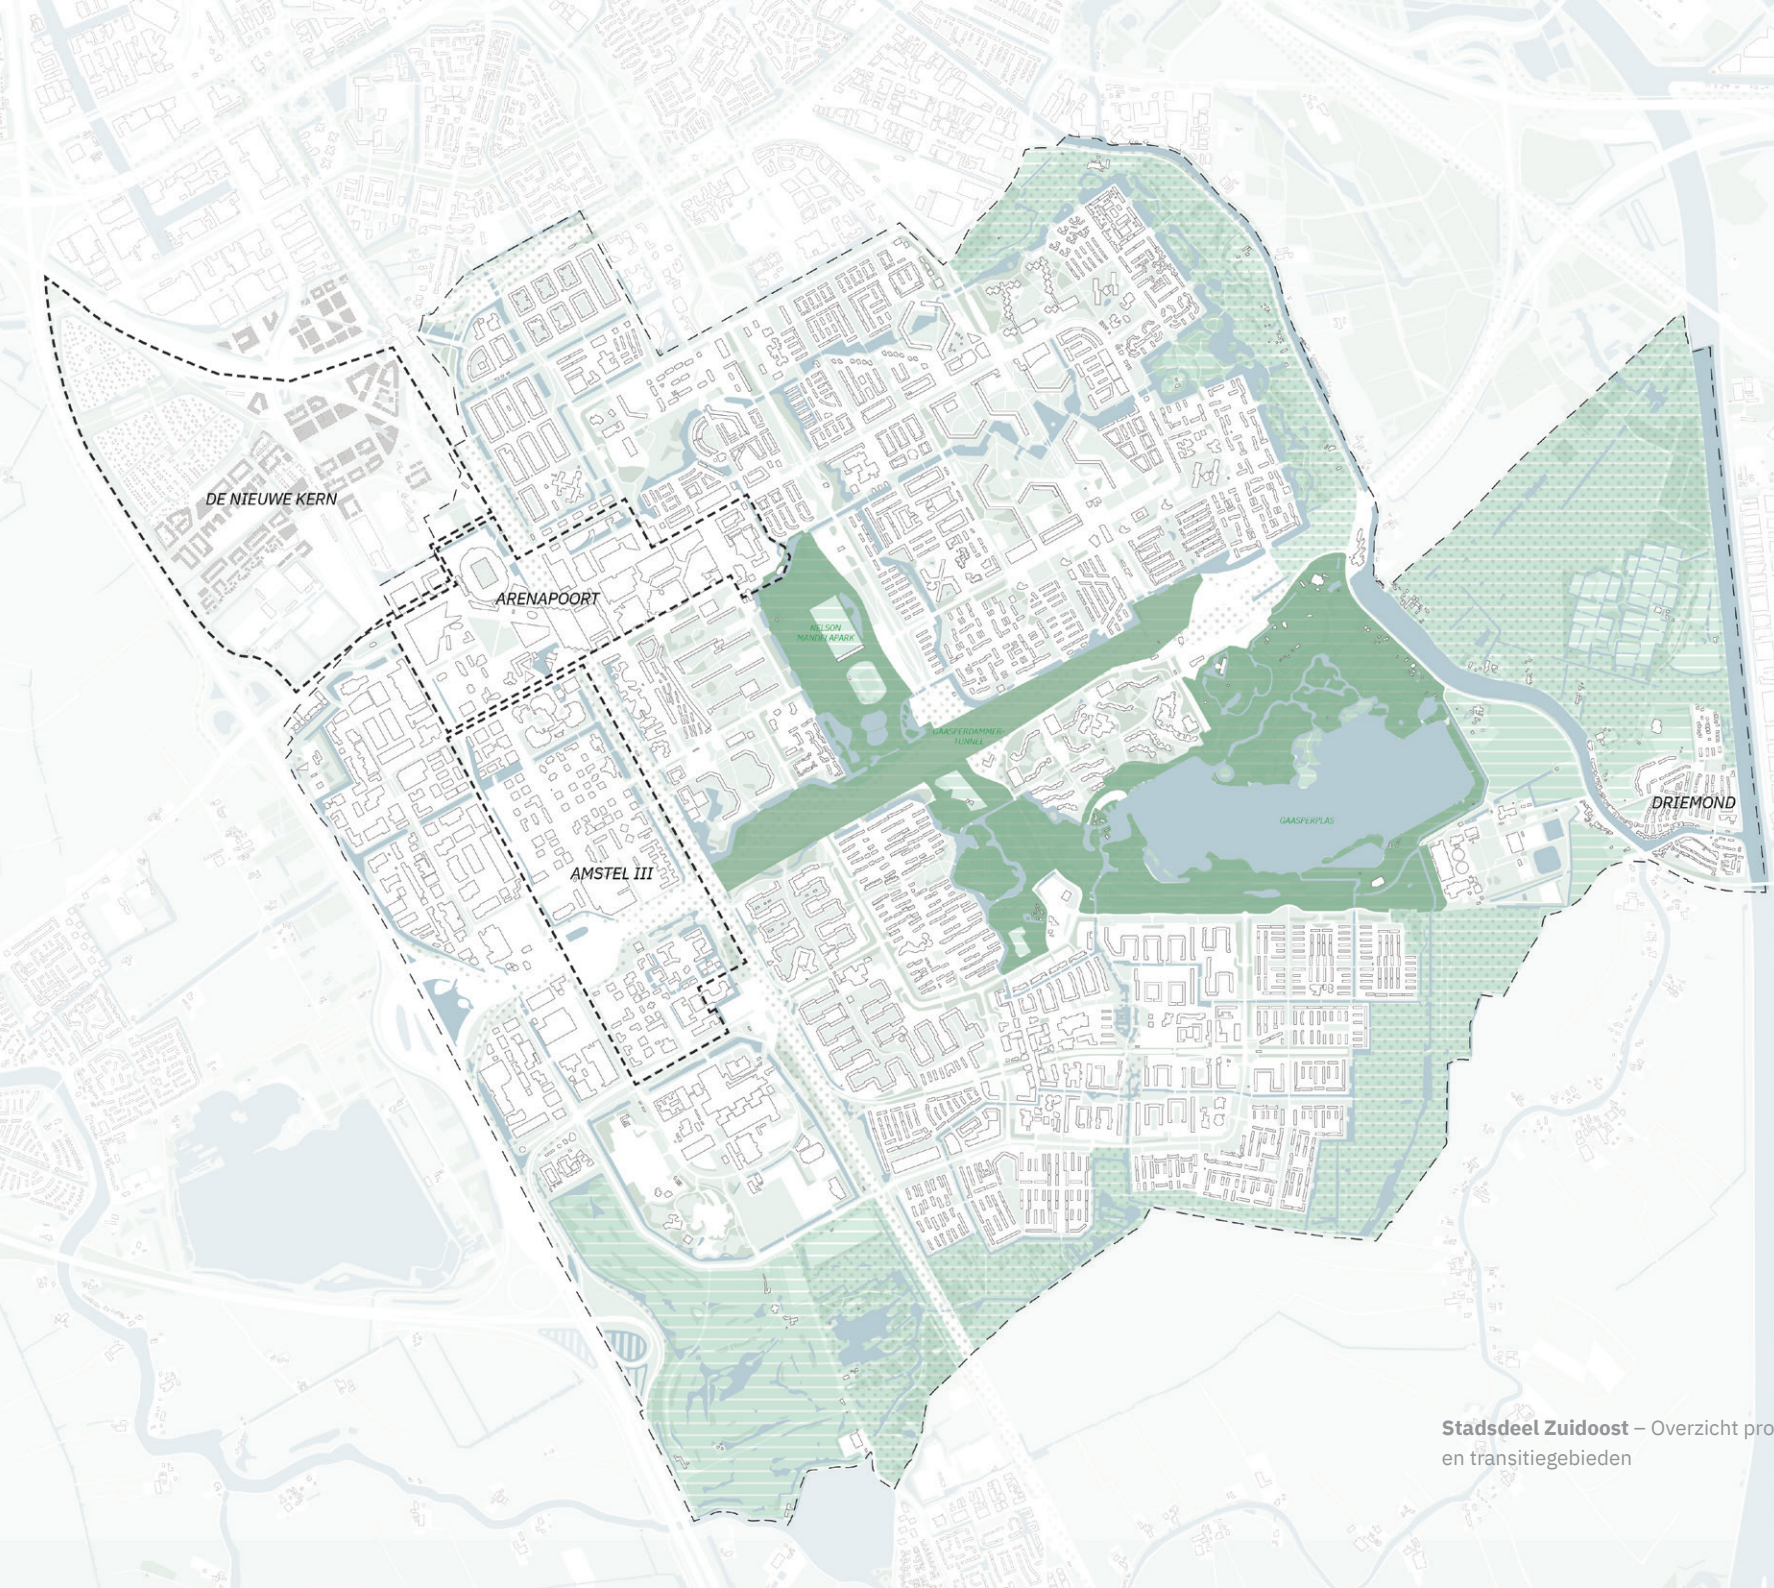 DE NIEUWE KERN
ARENAPOORT
NELSON
MANDELAPARK
GAASPERDAMMER-
TUNNEL
DRIEMOND
GAASPERPLAS
AMSTEL III
Stadsdeel Zuidoost – Overzicht pro
en transitiegebieden